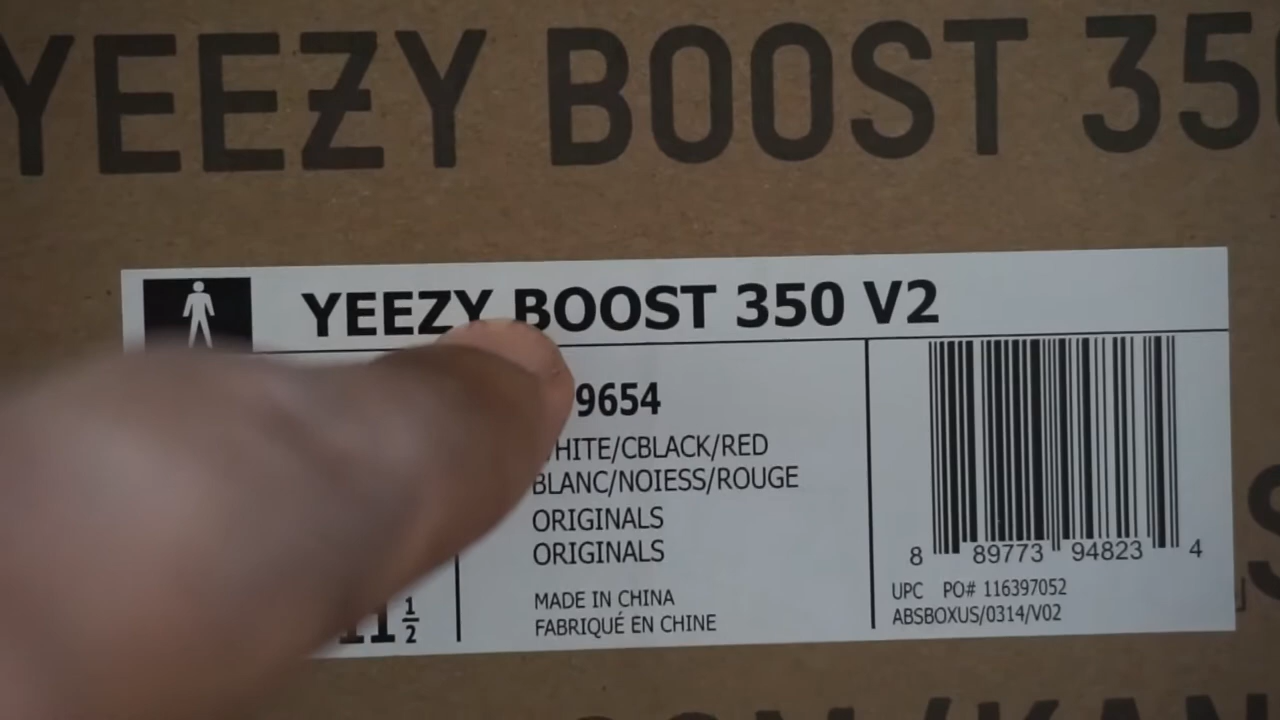 YEEZY BOOST 35
YEEZY BOOST 350 V2
9654
WHITE/CBLACK/RED
BLANC/NOIESS/ROUGE
ORIGINALS
ORIGINALS
MADE IN CHINA
FABRIQUÉ EN CHINE
11 1/2
8 89773 94823 4
UPC PO# 116397052
ABSBOXUS/0314/V02